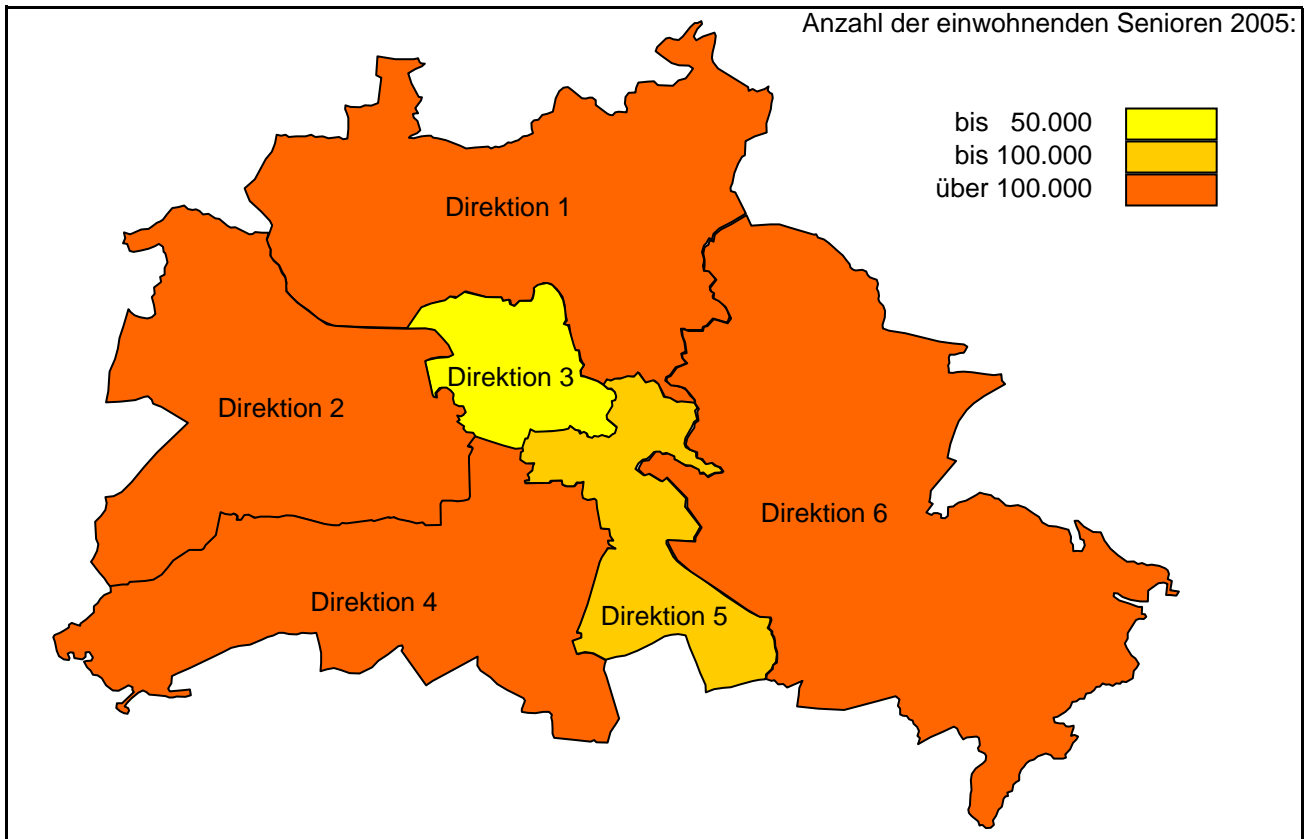 Anzahl der einwohnenden Senioren 2005:
bis 50.000
bis 100.000
über 100.000
Direktion 1
Direktion 3
Direktion 2
Direktion 6
Direktion 4
Direktion 5